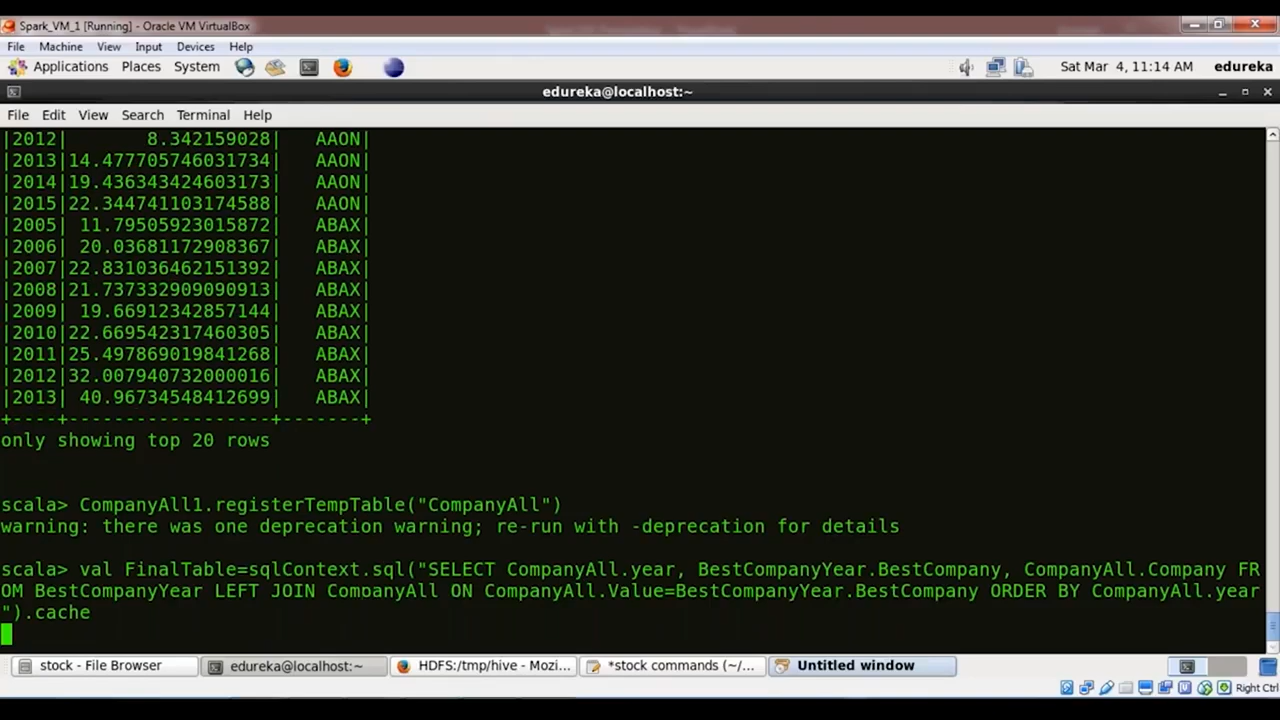 Spark_VM_1 [Running] - Oracle VM VirtualBox
File Machine View Input Devices Help
Applications Places System Sat Mar 4, 11:14 AM edureka
edureka@localhost:~
File Edit View Search Terminal Help
|2012| 8.342159028| AAON|
|2013|14.477705746031734| AAON|
|2014|19.436343424603173| AAON|
|2015|22.344741103174588| AAON|
|2005| 11.79505923015872| ABAX|
|2006| 20.03681172908367| ABAX|
|2007|22.831036462151392| ABAX|
|2008|21.737332909090913| ABAX|
|2009| 19.66912342857144| ABAX|
|2010|22.669542317460305| ABAX|
|2011|25.497869019841268| ABAX|
|2012|32.007940732000016| ABAX|
|2013| 40.96734548412699| ABAX|
+----+------------------+-------+
only showing top 20 rows
scala> CompanyAll1.registerTempTable("CompanyAll")
warning: there was one deprecation warning; re-run with -deprecation for details
scala> val FinalTable=sqlContext.sql("SELECT CompanyAll.year, BestCompanyYear.BestCompany, CompanyAll.Company FR
OM BestCompanyYear LEFT JOIN CompanyAll ON CompanyAll.Value=BestCompanyYear.BestCompany ORDER BY CompanyAll.year
").cache
stock - File Browser edureka@localhost:~ HDFS:/tmp/hive - Mozi... *stock commands (~/... Untitled window
Right Ctrl